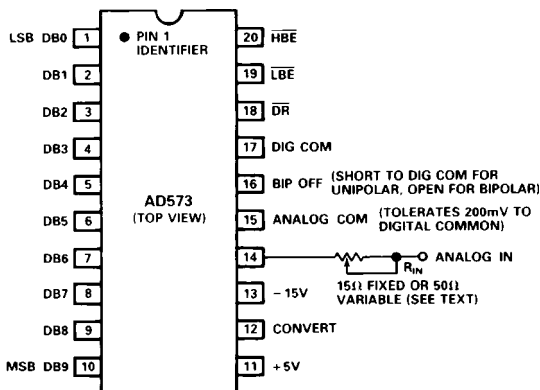 LSB DB0 1
PIN 1
IDENTIFIER
20 HBE
DB1 2
19 LBE
DB2 3
18 DR
DB3 4
17 DIG COM
DB4 5
16 BIP OFF (SHORT TO DIG COM FOR
UNIPOLAR, OPEN FOR BIPOLAR)
AD573
(TOP VIEW)
DB5 6
15 ANALOG COM (TOLERATES 200mV TO
DIGITAL COMMON)
DB6 7
14
ANALOG IN
RIN
15Ω FIXED OR 50Ω
VARIABLE (SEE TEXT)
DB7 8
13 -15V
DB8 9
12 CONVERT
MSB DB9 10
11 +5V